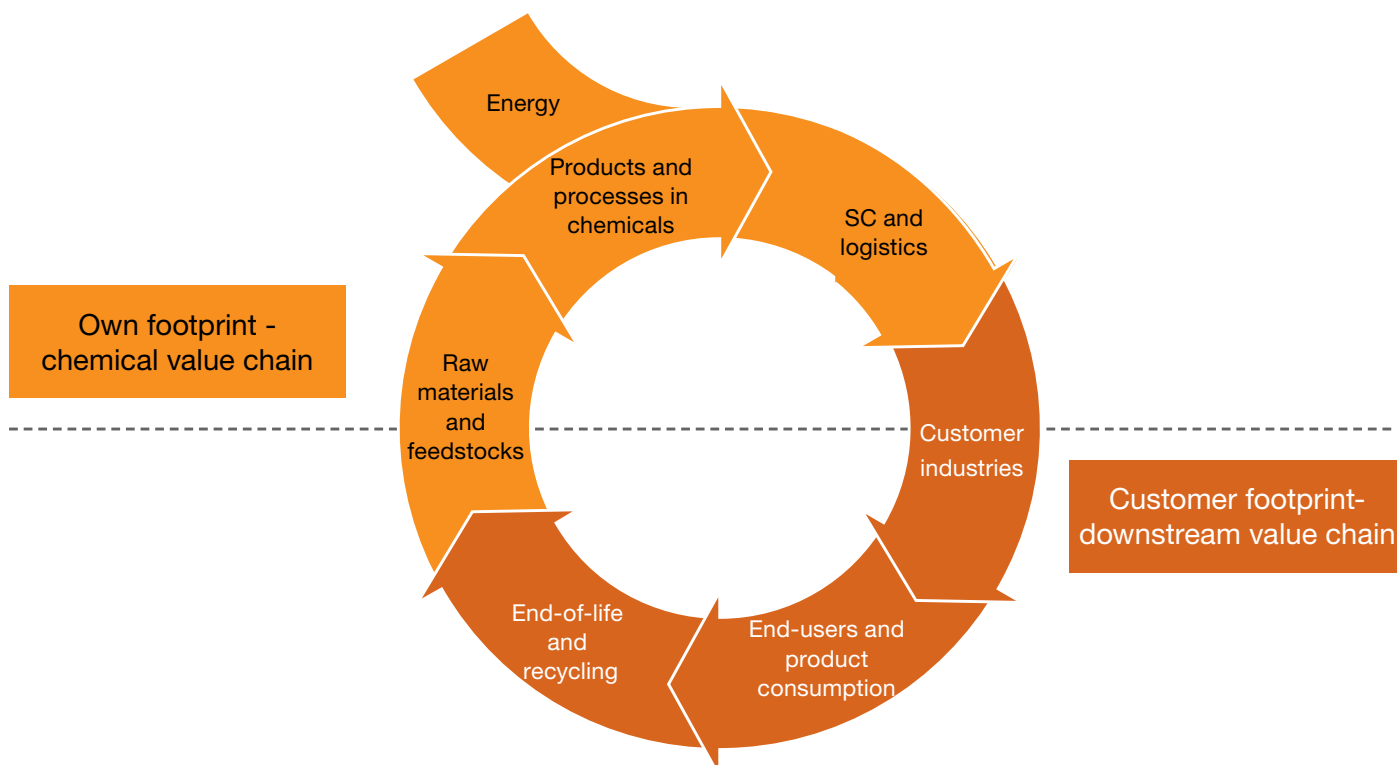 Energy
Products and
processes in
chemicals
SC and
logistics
Own footprint -
chemical value chain
Raw
materials
and
feedstocks
Customer
industries
Customer footprint-
downstream value chain
End-of-life
and
recycling
End-users and
product
consumption